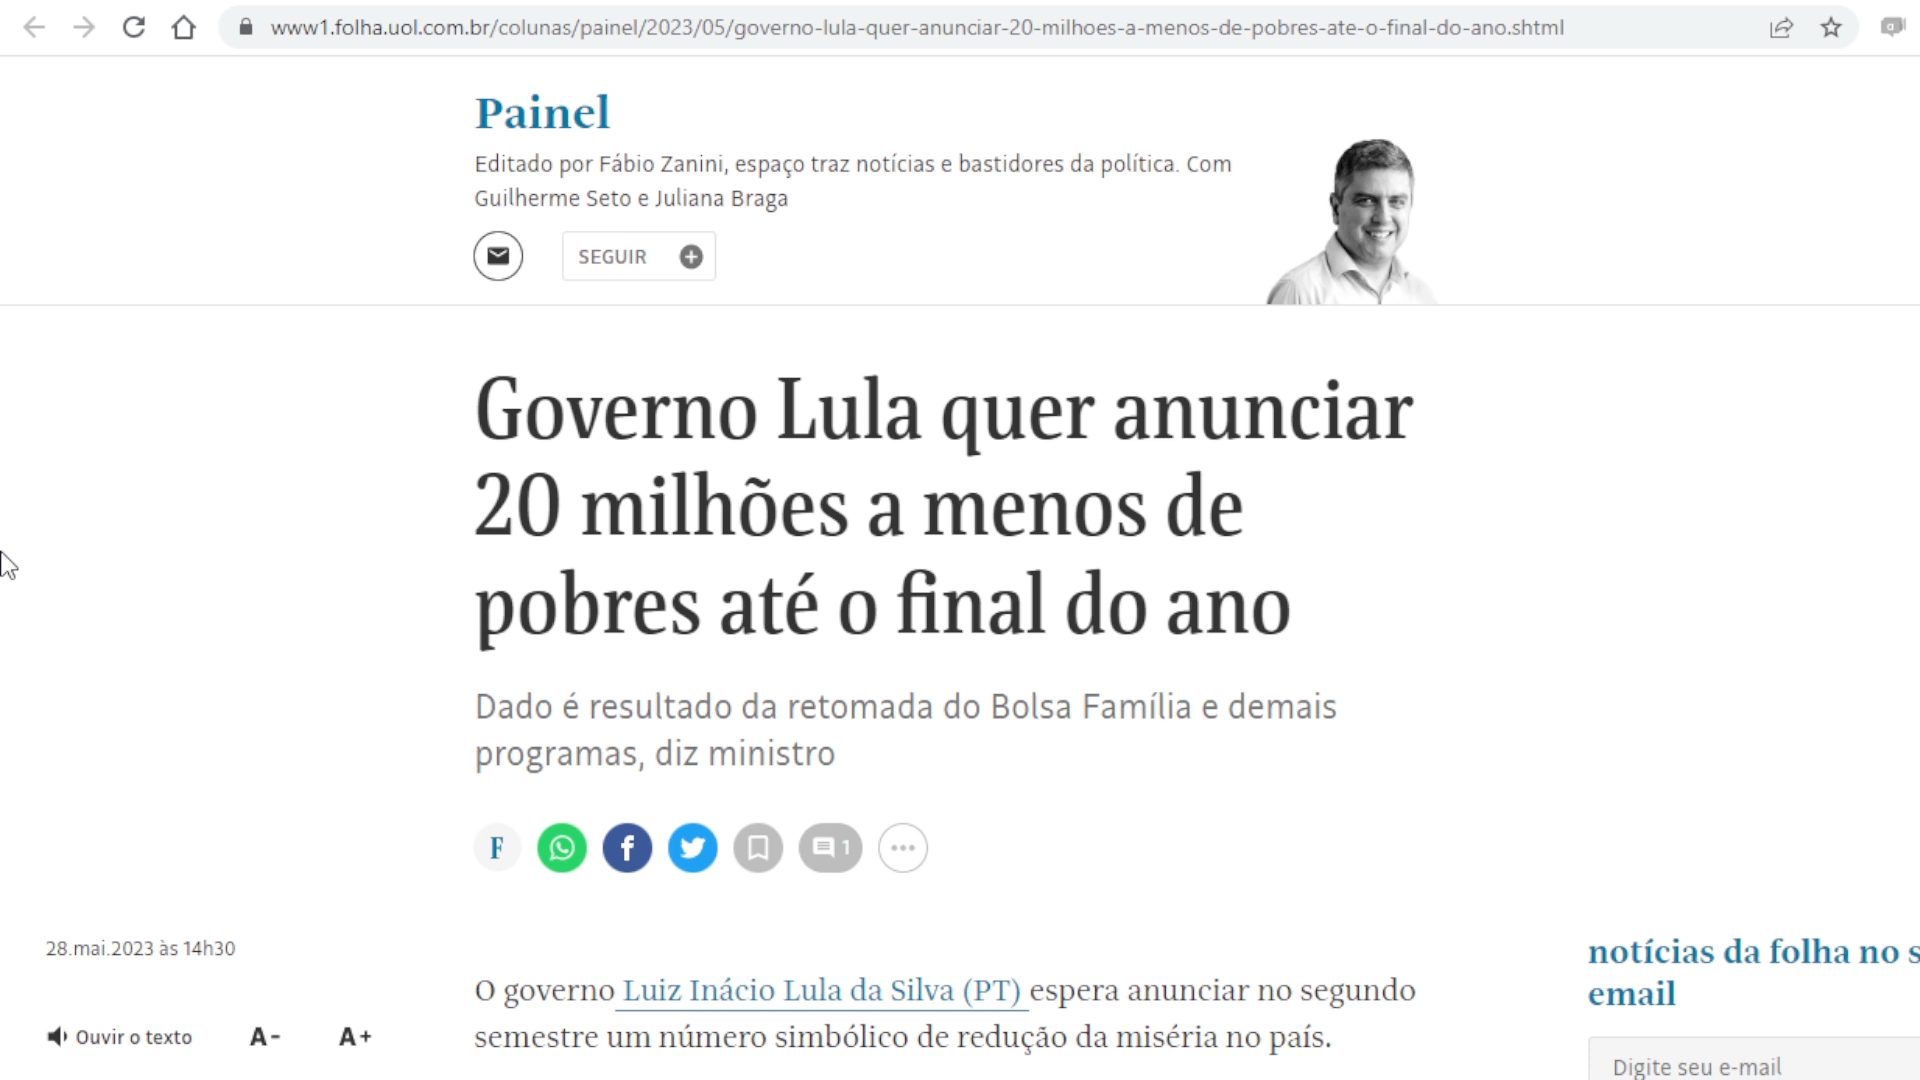 www1.folha.uol.com.br/colunas/painel/2023/05/governo-lula-quer-anunciar-20-milhoes-a-menos-de-pobres-ate-o-final-do-ano.shtml
Painel
Editado por Fábio Zanini, espaço traz notícias e bastidores da política. Com
Guilherme Seto e Juliana Braga
SEGUIR
Governo Lula quer anunciar
20 milhões a menos de
pobres até o final do ano
Dado é resultado da retomada do Bolsa Família e demais
programas, diz ministro
F
1
28.mai.2023 às 14h30
Ouvir o texto
A-
A+
O governo Luiz Inácio Lula da Silva (PT) espera anunciar no segundo
semestre um número simbólico de redução da miséria no país.
notícias da folha no s
email
Digite seu e-mail